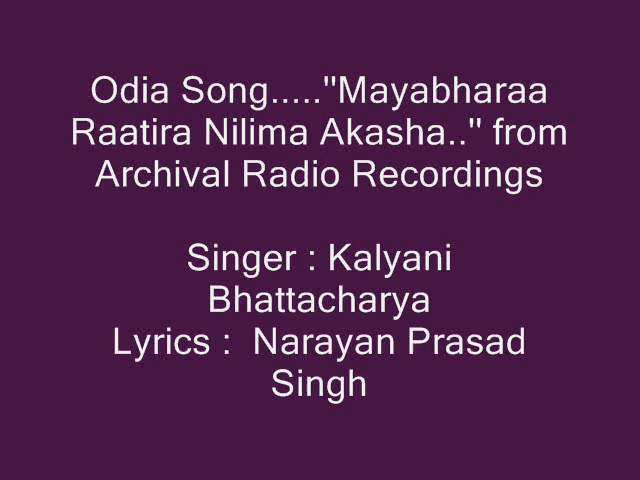 Odia Song....."Mayabharaa
Raatira Nilima Akasha.." from
Archival Radio Recordings
Singer : Kalyani
Bhattacharya
Lyrics :  Narayan Prasad
Singh